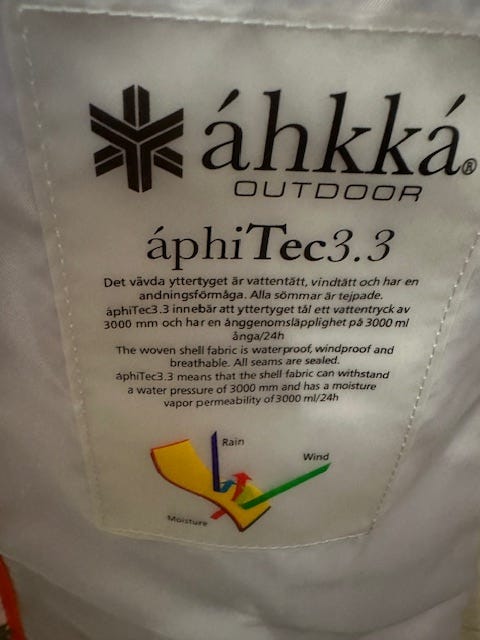 áhkká®
OUTDOOR
áphiTec3.3
Det vävda yttertyget är vattentätt, vindtätt och har en
andningsförmåga. Alla sömmar är tejpade.
áphiTec3.3 innebär att yttertyget tål ett vattentryck av
3000 mm och har en ånggenomsläpplighet på 3000 ml
ånga/24h
The woven shell fabric is waterproof, windproof and
breathable. All seams are sealed.
áphiTec3.3 means that the shell fabric can withstand
a water pressure of 3000 mm and has a moisture
vapor permeability of 3000 ml/24h
Rain
Wind
Moisture